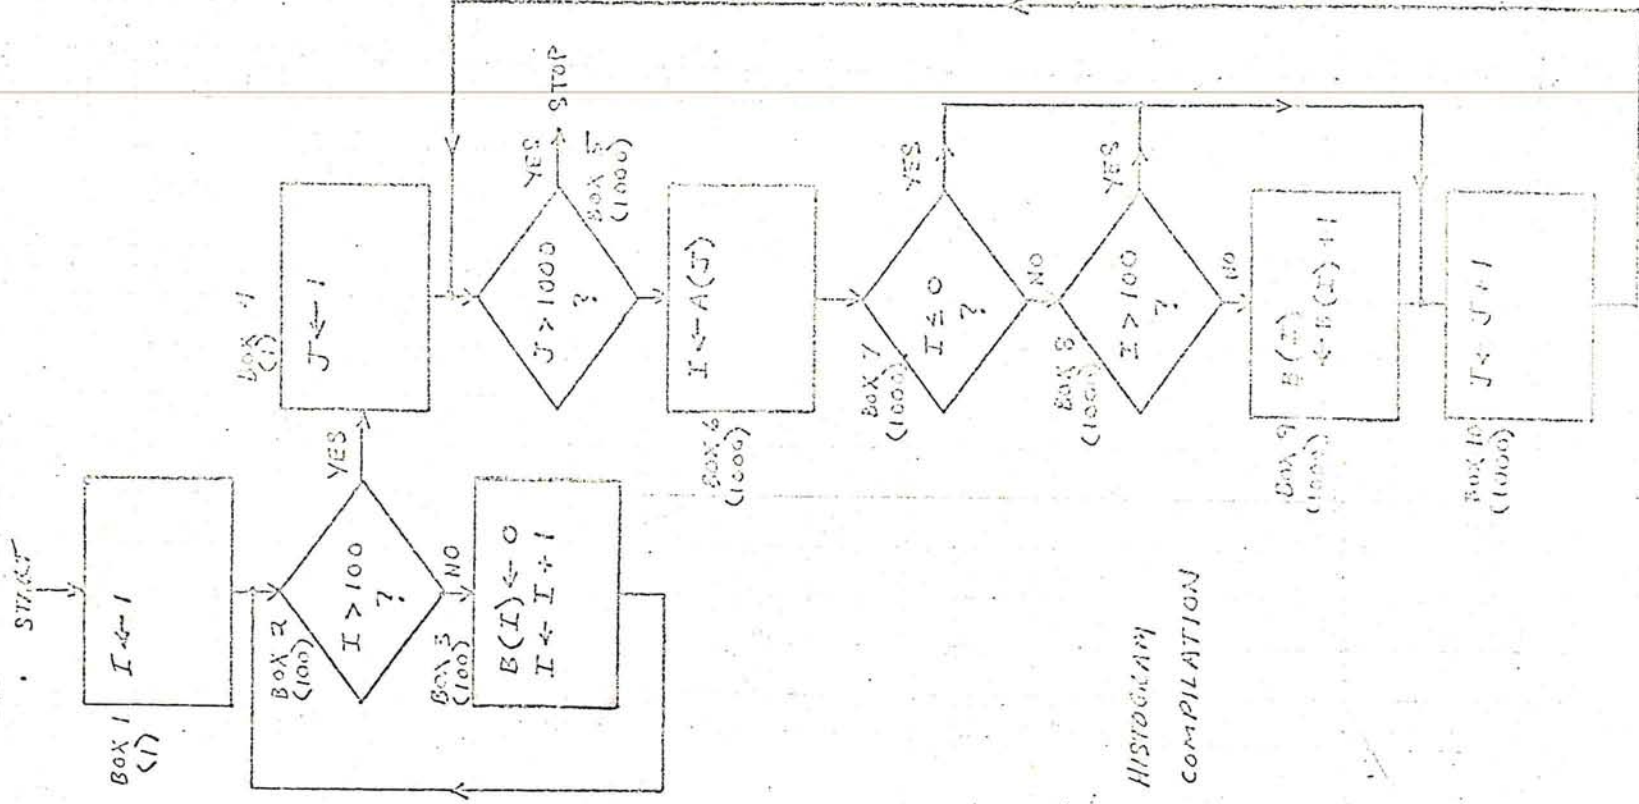 START
BOX 1
(1)
I ← 1
BOX 2
(100)
I > 100
?
YES
NO
BOX 3
(100)
B(I) ← 0
I ← I + 1
BOX 4
(1)
J ← 1
J > 1000
?
YES
STOP
BOX 5
(1000)
BOX 6
(1000)
I ← A(J)
BOX 7
(1000)
I ≤ 0
?
YES
NO
BOX 8
(1000)
I > 100
?
YES
NO
BOX 9
(1000)
B(I)
← B(I) + 1
BOX 10
(1000)
J ← J + 1
HISTOGRAM
COMPILATION